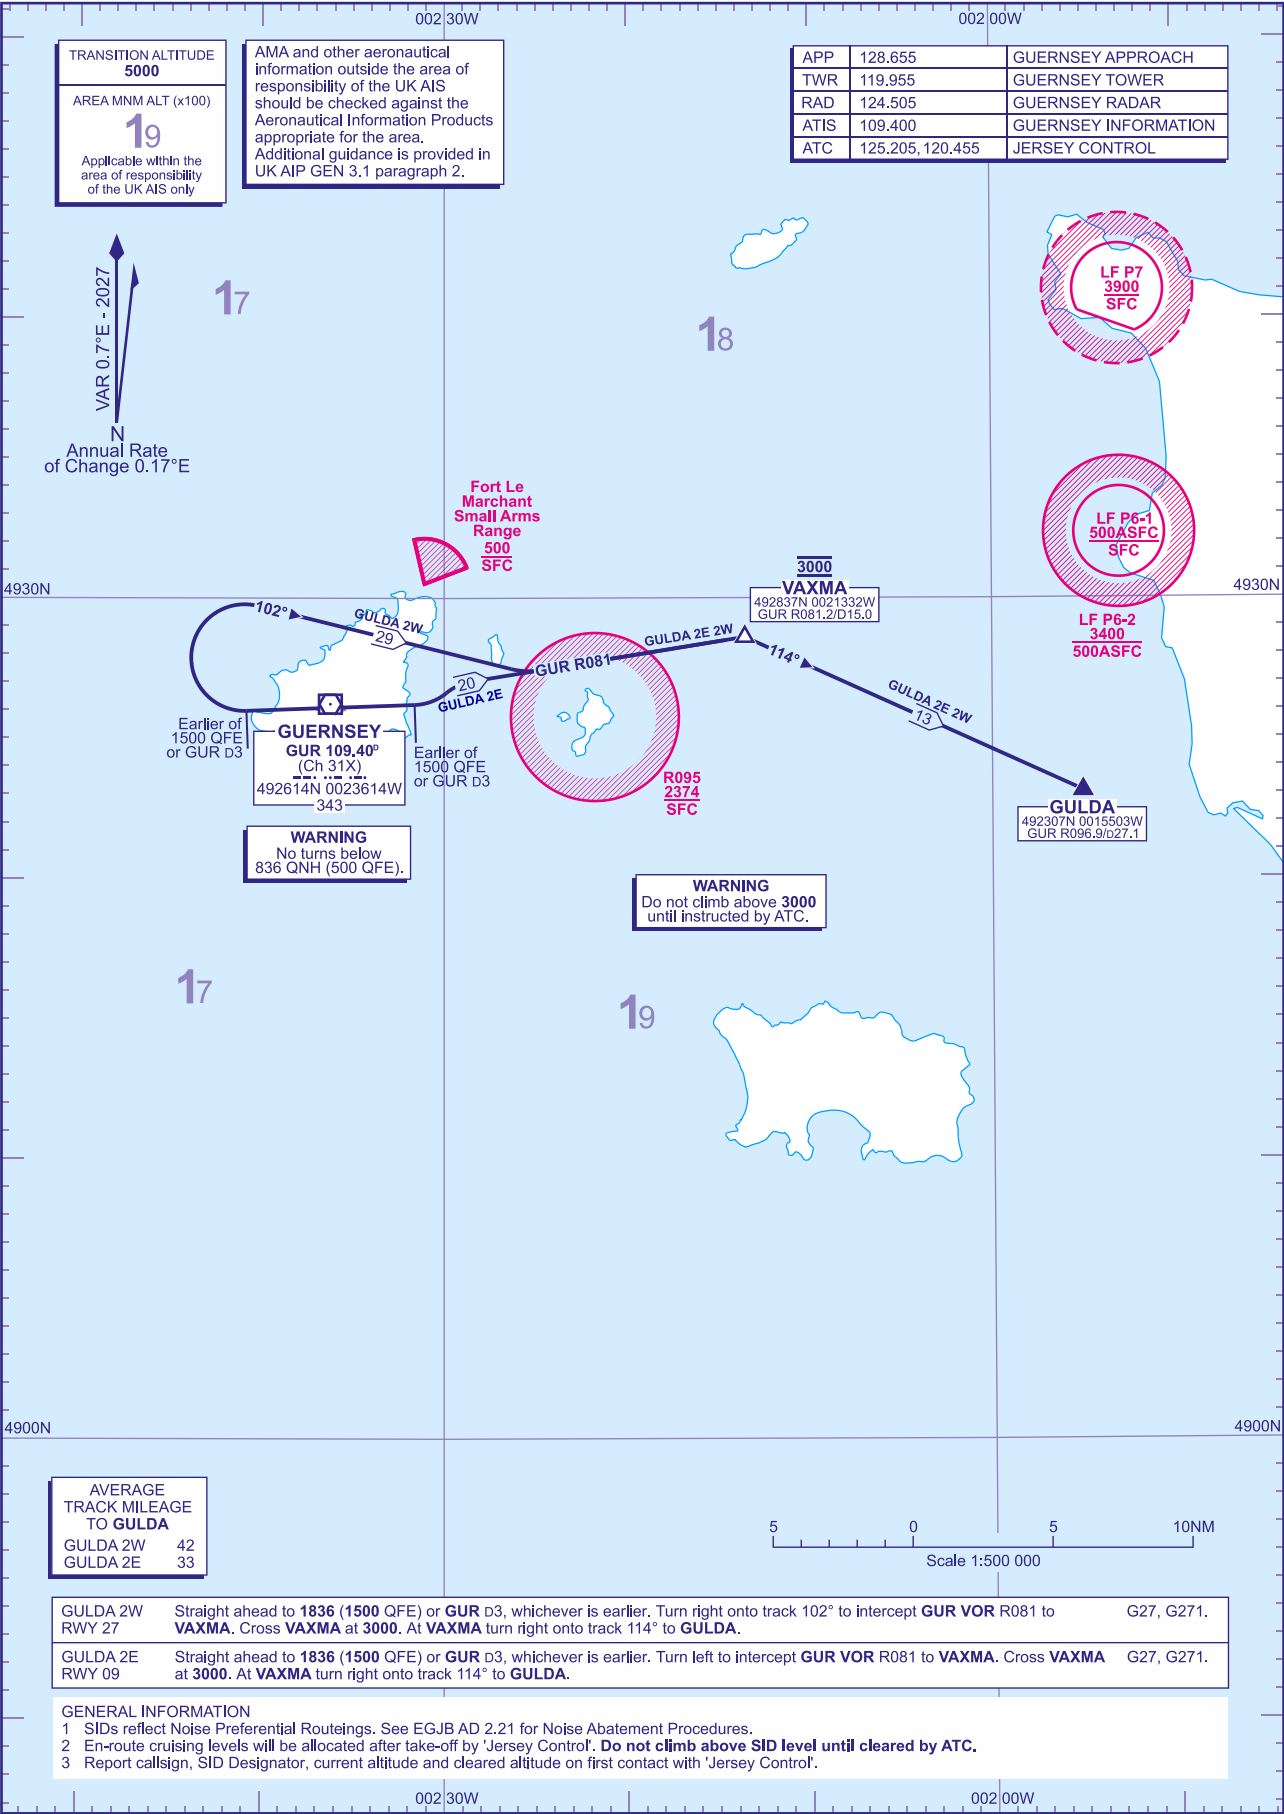 002 30W
002 00W
TRANSITION ALTITUDE
5000
AREA MNM ALT (x100)
19
Applicable within the
area of responsibility
of the UK AIS only
AMA and other aeronautical
information outside the area of
responsibility of the UK AIS
should be checked against the
Aeronautical Information Products
appropriate for the area.
Additional guidance is provided in
UK AIP GEN 3.1 paragraph 2.
APP 128.655 GUERNSEY APPROACH
TWR 119.955 GUERNSEY TOWER
RAD 124.505 GUERNSEY RADAR
ATIS 109.400 GUERNSEY INFORMATION
ATC 125.205, 120.455 JERSEY CONTROL
VAR 0.7°E - 2027
N
Annual Rate
of Change 0.17°E
17
18
LF P7
3900
SFC
Fort Le
Marchant
Small Arms
Range
500
SFC
LF P6-1
500ASFC
SFC
LF P6-2
3400
500ASFC
4930N
4930N
3000
VAXMA
492837N 0021332W
GUR R081.2/D15.0
102°
GULDA 2W
29
GUR R081
GULDA 2E 2W
114°
20
GULDA 2E
GULDA 2E 2W
13
Earlier of
1500 QFE
or GUR D3
GUERNSEY
GUR 109.40D
(Ch 31X)
492614N 0023614W
343
Earlier of
1500 QFE
or GUR D3
R095
2374
SFC
GULDA
492307N 0015503W
GUR R096.9/D27.1
WARNING
No turns below
836 QNH (500 QFE).
WARNING
Do not climb above 3000
until instructed by ATC.
17
19
4900N
4900N
AVERAGE
TRACK MILEAGE
TO GULDA
GULDA 2W 42
GULDA 2E 33
5 0 5 10NM
Scale 1:500 000
GULDA 2W Straight ahead to 1836 (1500 QFE) or GUR D3, whichever is earlier. Turn right onto track 102° to intercept GUR VOR R081 to G27, G271.
RWY 27 VAXMA. Cross VAXMA at 3000. At VAXMA turn right onto track 114° to GULDA.
GULDA 2E Straight ahead to 1836 (1500 QFE) or GUR D3, whichever is earlier. Turn left to intercept GUR VOR R081 to VAXMA. Cross VAXMA G27, G271.
RWY 09 at 3000. At VAXMA turn right onto track 114° to GULDA.
GENERAL INFORMATION
1 SIDs reflect Noise Preferential Routeings. See EGJB AD 2.21 for Noise Abatement Procedures.
2 En-route cruising levels will be allocated after take-off by 'Jersey Control'. Do not climb above SID level until cleared by ATC.
3 Report callsign, SID Designator, current altitude and cleared altitude on first contact with 'Jersey Control'.
002 30W
002 00W